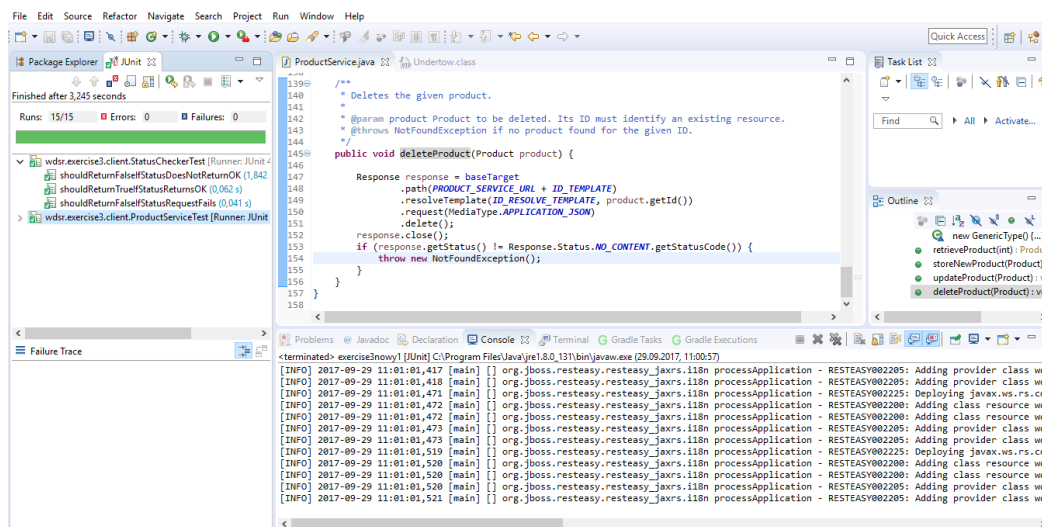 File Edit Source Refactor Navigate Search Project Run Window Help
Quick Access
Package Explorer JUnit
Finished after 3,245 seconds
Runs: 15/15 Errors: 0 Failures: 0
wdsr.exercise3.client.StatusCheckerTest [Runner: JUnit 4
shouldReturnFalseIfStatusDoesNotReturnOK (1,842
shouldReturnTrueIfStatusReturnsOK (0,062 s)
shouldReturnFalseIfStatusRequestFails (0,041 s)
wdsr.exercise3.client.ProductServiceTest [Runner: JUnit
Failure Trace
ProductService.java Undertow.class
139 /**
140 * Deletes the given product.
141 *
142 * @param product Product to be deleted. Its ID must identify an existing resource.
143 * @throws NotFoundException if no product found for the given ID.
144 */
145 public void deleteProduct(Product product) {
146
147 Response response = baseTarget
148 .path(PRODUCT_SERVICE_URL + ID_TEMPLATE)
149 .resolveTemplate(ID_RESOLVE_TEMPLATE, product.getId())
150 .request(MediaType.APPLICATION_JSON)
151 .delete();
152 response.close();
153 if (response.getStatus() != Response.Status.NO_CONTENT.getStatusCode()) {
154 throw new NotFoundException();
155 }
156 }
157 }
158
Task List
Find All Activate...
Outline
new GenericType() {...}
retrieveProduct(int) : Produ
storeNewProduct(Product)
updateProduct(Product) : v
deleteProduct(Product) : vo
Problems Javadoc Declaration Console Terminal Gradle Tasks Gradle Executions
<terminated> exercise3nowy1 [JUnit] C:\Program Files\Java\jre1.8.0_131\bin\javaw.exe (29.09.2017, 11:00:57)
[INFO] 2017-09-29 11:01:01,417 [main] [] org.jboss.resteasy.resteasy_jaxrs.i18n processApplication - RESTEASY002205: Adding provider class we
[INFO] 2017-09-29 11:01:01,418 [main] [] org.jboss.resteasy.resteasy_jaxrs.i18n processApplication - RESTEASY002205: Adding provider class we
[INFO] 2017-09-29 11:01:01,471 [main] [] org.jboss.resteasy.resteasy_jaxrs.i18n processApplication - RESTEASY002225: Deploying javax.ws.rs.co
[INFO] 2017-09-29 11:01:01,472 [main] [] org.jboss.resteasy.resteasy_jaxrs.i18n processApplication - RESTEASY002200: Adding class resource we
[INFO] 2017-09-29 11:01:01,472 [main] [] org.jboss.resteasy.resteasy_jaxrs.i18n processApplication - RESTEASY002200: Adding class resource we
[INFO] 2017-09-29 11:01:01,473 [main] [] org.jboss.resteasy.resteasy_jaxrs.i18n processApplication - RESTEASY002205: Adding provider class we
[INFO] 2017-09-29 11:01:01,473 [main] [] org.jboss.resteasy.resteasy_jaxrs.i18n processApplication - RESTEASY002205: Adding provider class we
[INFO] 2017-09-29 11:01:01,519 [main] [] org.jboss.resteasy.resteasy_jaxrs.i18n processApplication - RESTEASY002225: Deploying javax.ws.rs.co
[INFO] 2017-09-29 11:01:01,520 [main] [] org.jboss.resteasy.resteasy_jaxrs.i18n processApplication - RESTEASY002200: Adding class resource we
[INFO] 2017-09-29 11:01:01,520 [main] [] org.jboss.resteasy.resteasy_jaxrs.i18n processApplication - RESTEASY002200: Adding class resource we
[INFO] 2017-09-29 11:01:01,520 [main] [] org.jboss.resteasy.resteasy_jaxrs.i18n processApplication - RESTEASY002205: Adding provider class we
[INFO] 2017-09-29 11:01:01,521 [main] [] org.jboss.resteasy.resteasy_jaxrs.i18n processApplication - RESTEASY002205: Adding provider class we